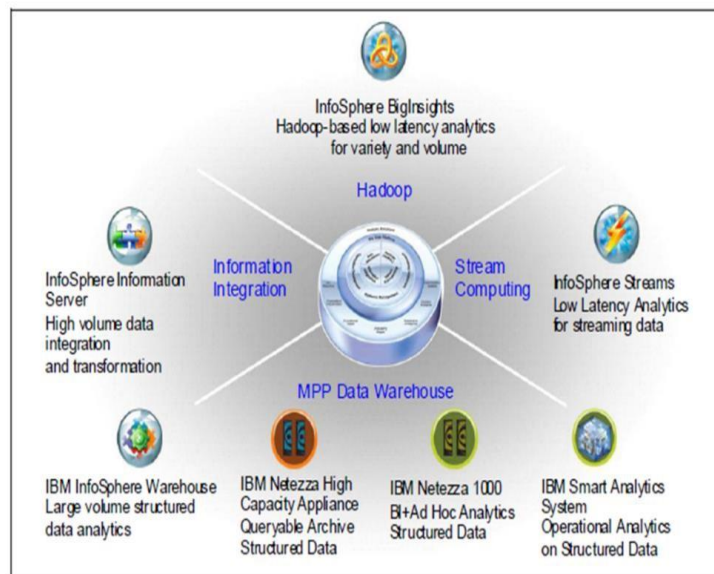 InfoSphere BigInsights
Hadoop-based low latency analytics
for variety and volume
Hadoop
InfoSphere Information
Server
High volume data
integration
and transformation
Information
Integration
Stream
Computing
InfoSphere Streams
Low Latency Analytics
for streaming data
MPP Data Warehouse
IBM InfoSphere Warehouse
Large volume structured
data analytics
IBM Netezza High
Capacity Appliance
Queryable Archive
Structured Data
IBM Netezza 1000
BI+Ad Hoc Analytics
Structured Data
IBM Smart Analytics
System
Operational Analytics
on Structured Data